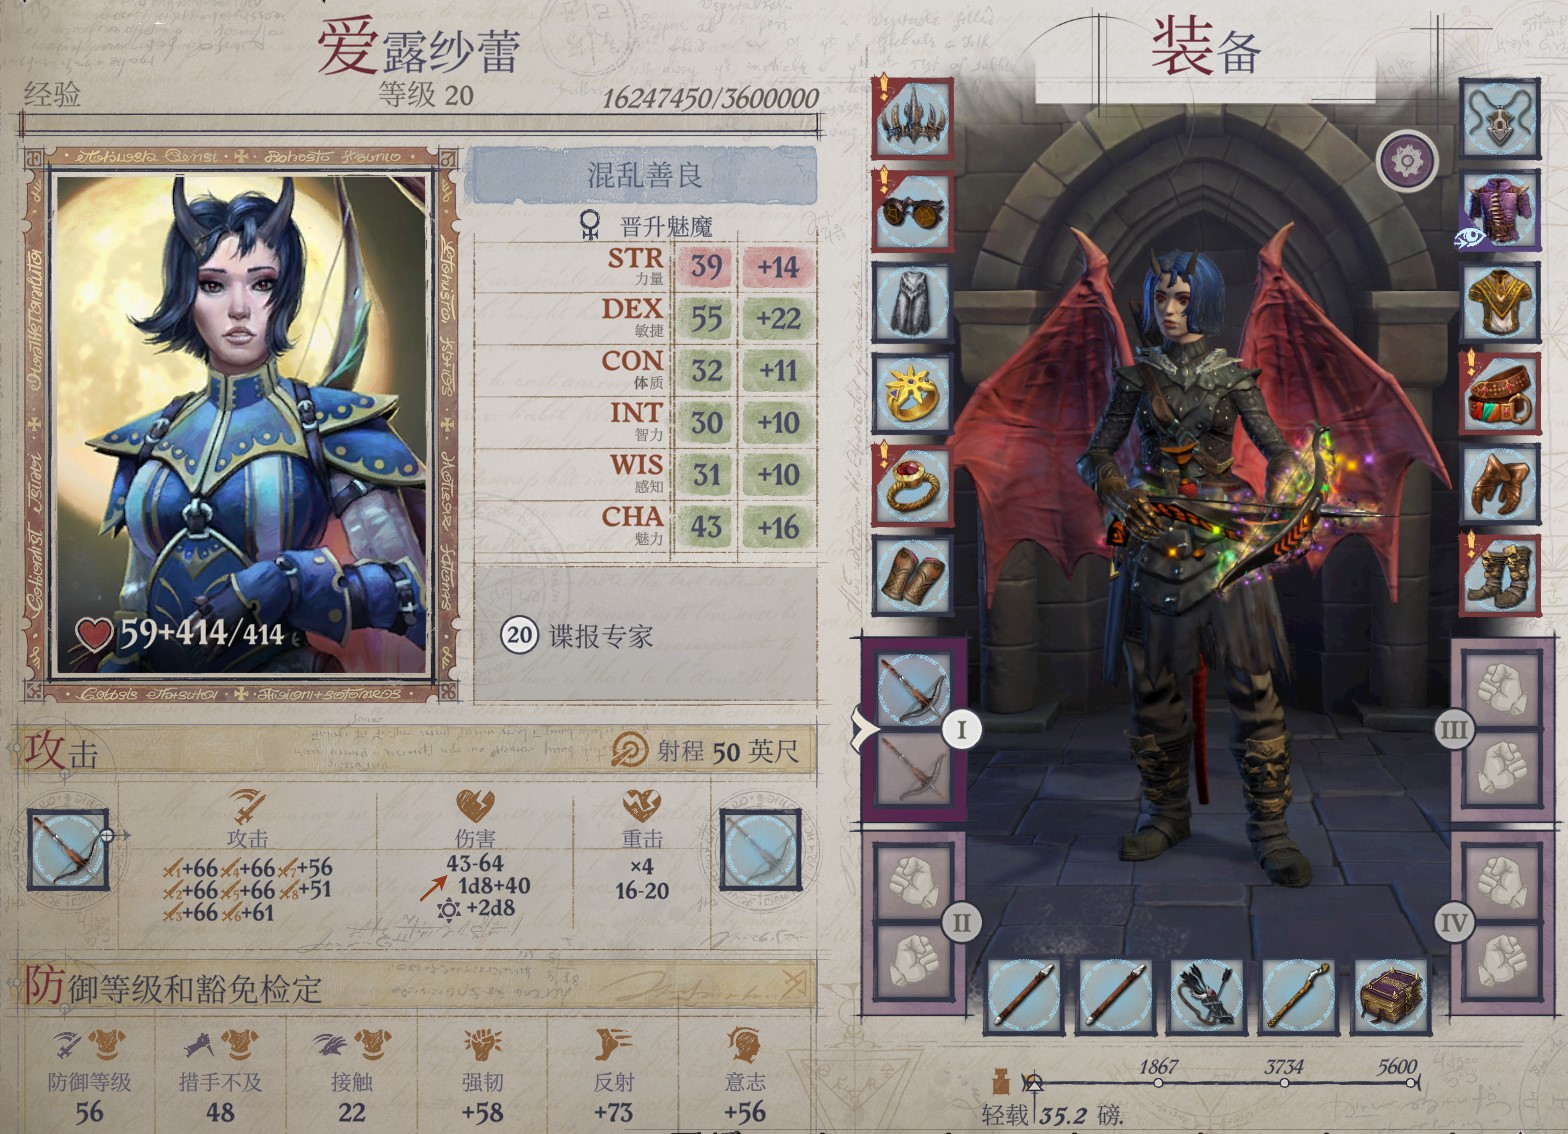 爱露纱蕾
经验
等级 20
16247450/3600000
混乱善良
晋升魅魔
STR 39 +14
力量
DEX 55 +22
敏捷
CON 32 +11
体质
INT 30 +10
智力
WIS 31 +10
感知
CHA 43 +16
魅力
59+414/414
20 谍报专家
攻击
射程 50 英尺
攻击
+66 +66 +56
+66 +66 +51
+66 +61
伤害
43-64
1d8+40
+2d8
重击
×4
16-20
防御等级和豁免检定
防御等级 措手不及 接触 强韧 反射 意志
56 48 22 +58 +73 +56
装备
I
II
III
IV
1867 3734 5600
轻载 35.2 磅.